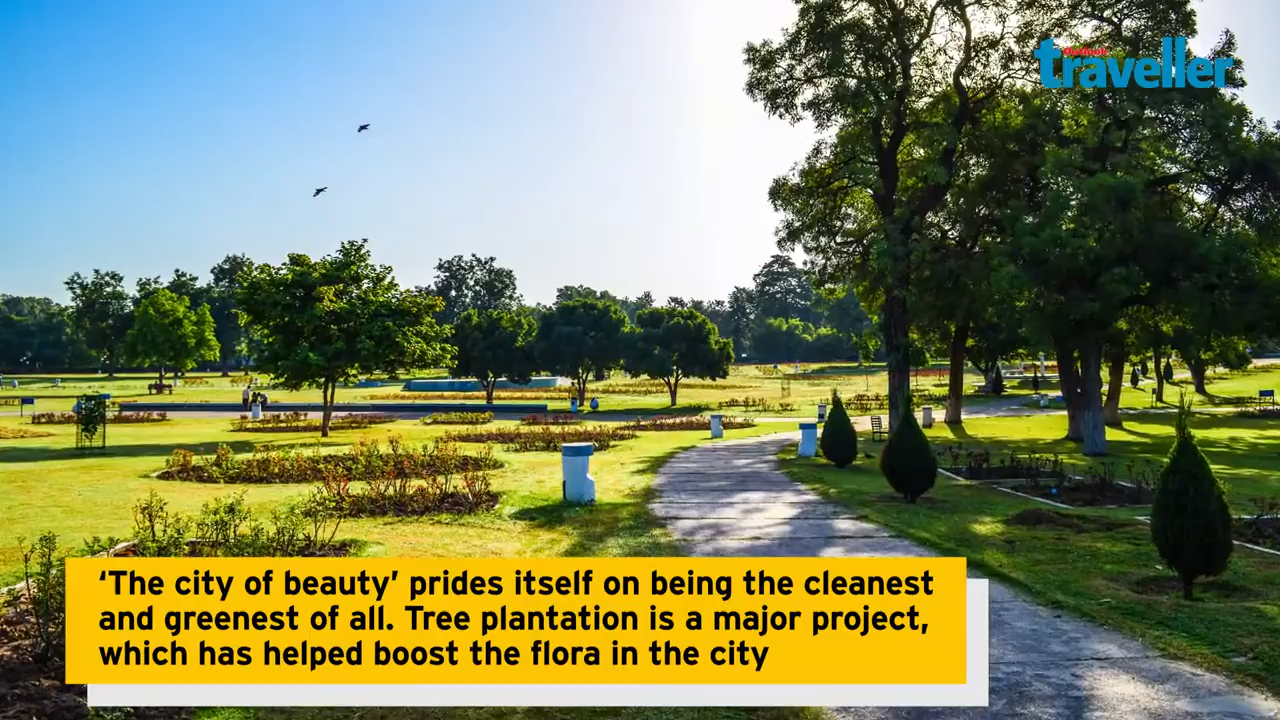 Outlook
traveller
‘The city of beauty’ prides itself on being the cleanest
and greenest of all. Tree plantation is a major project,
which has helped boost the flora in the city